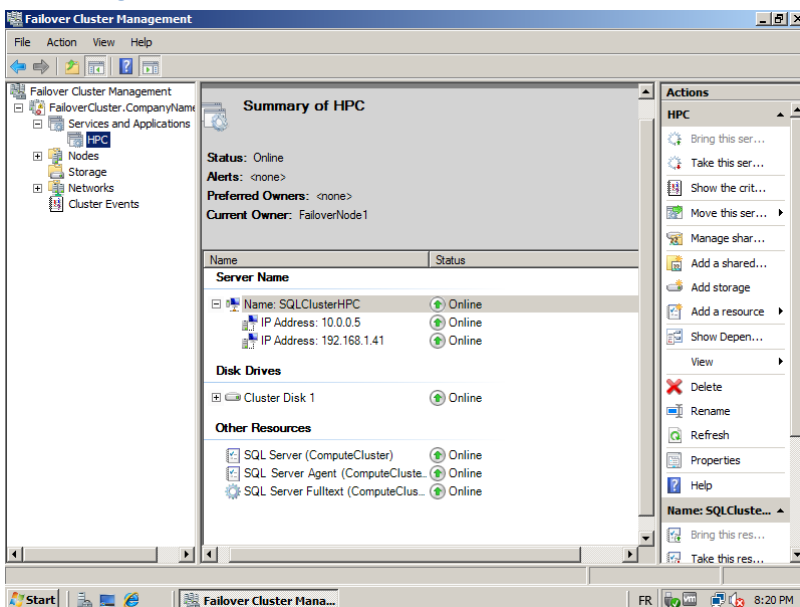 Failover Cluster Management
File Action View Help
Failover Cluster Management
FailoverCluster.CompanyName
Services and Applications
HPC
Nodes
Storage
Networks
Cluster Events
Summary of HPC
Status: Online
Alerts: <none>
Preferred Owners: <none>
Current Owner: FailoverNode1
Name Status
Server Name
Name: SQLClusterHPC Online
IP Address: 10.0.0.5 Online
IP Address: 192.168.1.41 Online
Disk Drives
Cluster Disk 1 Online
Other Resources
SQL Server (ComputeCluster) Online
SQL Server Agent (ComputeCluste... Online
SQL Server Fulltext (ComputeClus... Online
Actions
HPC
Bring this ser...
Take this ser...
Show the crit...
Move this ser...
Manage shar...
Add a shared...
Add storage
Add a resource
Show Depen...
View
Delete
Rename
Refresh
Properties
Help
Name: SQLCluste...
Bring this res...
Take this res...
Start Failover Cluster Mana... FR 8:20 PM